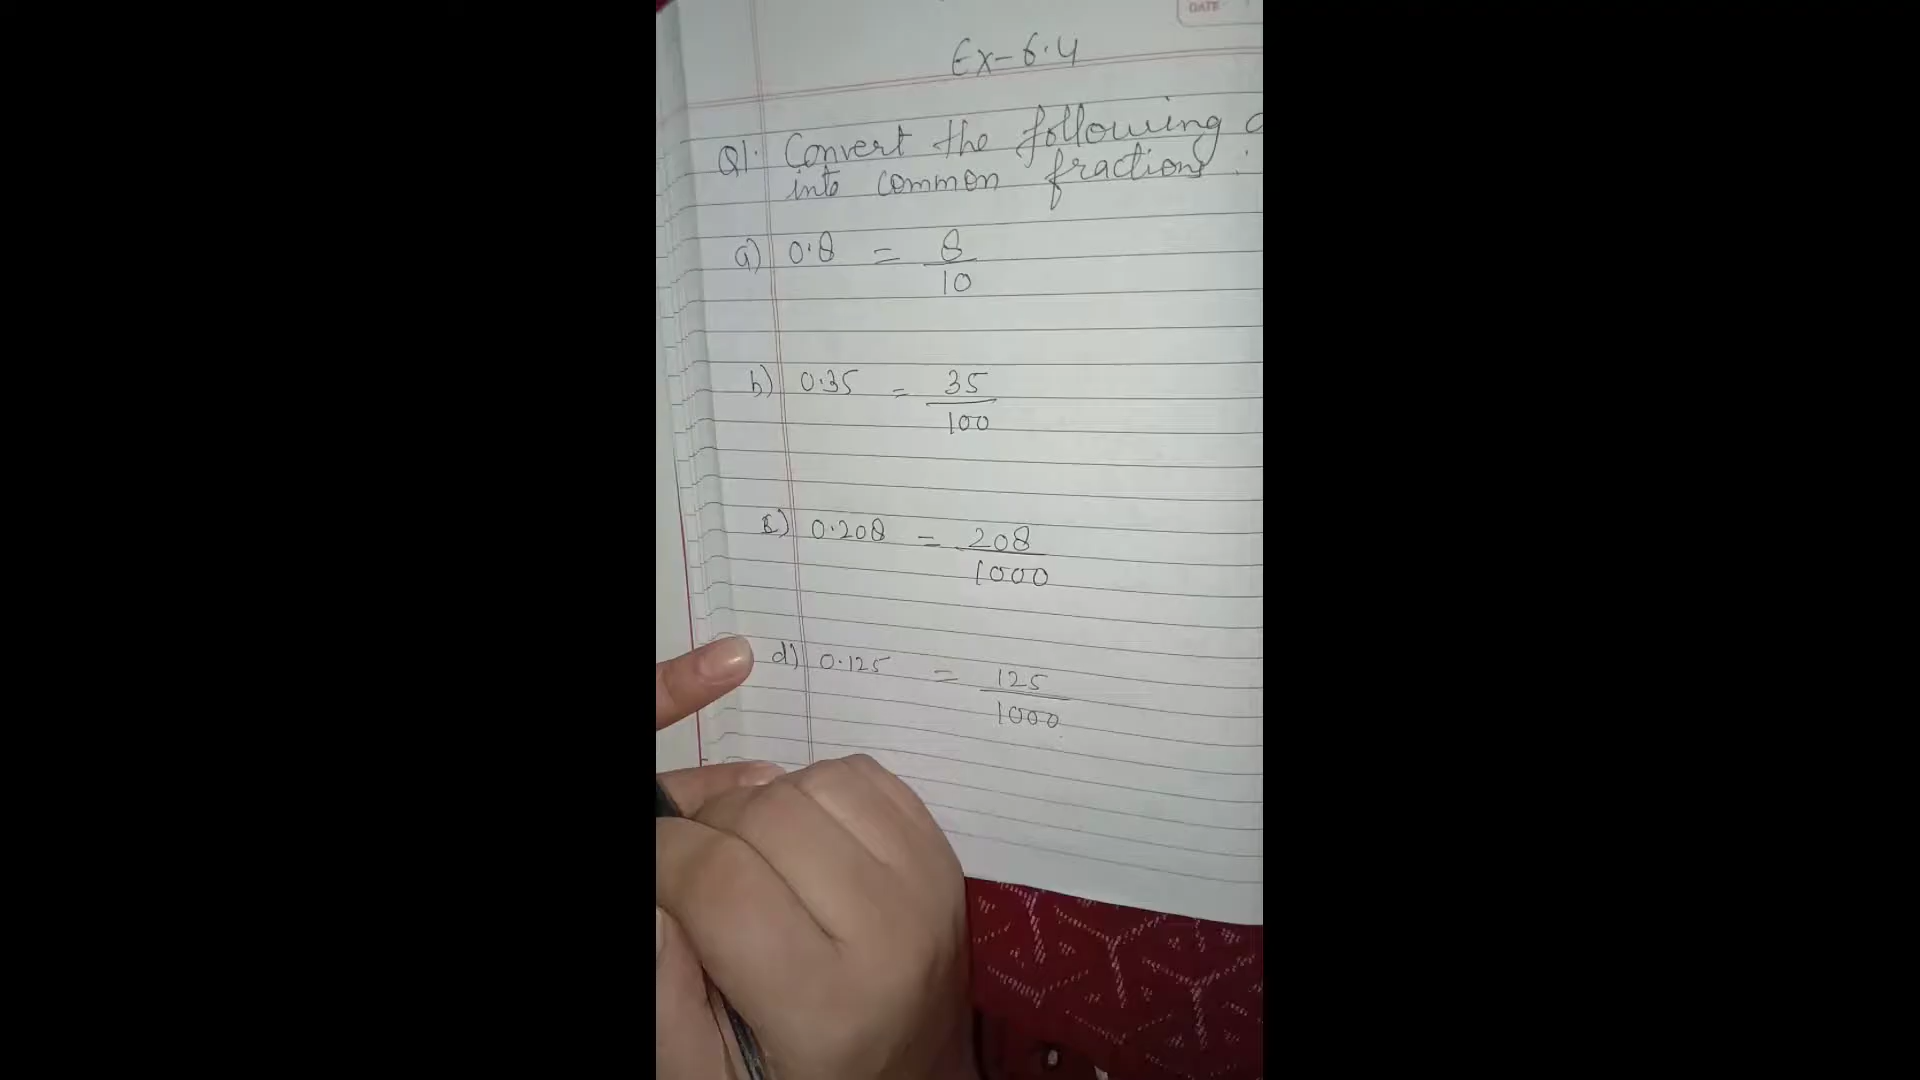 DATE
Ex-6.4
Q1. Convert the following
into common fractions :
a) 0.8 = 8/10
b) 0.35 = 35/100
c) 0.208 = 208/1000
d) 0.125 = 125/1000